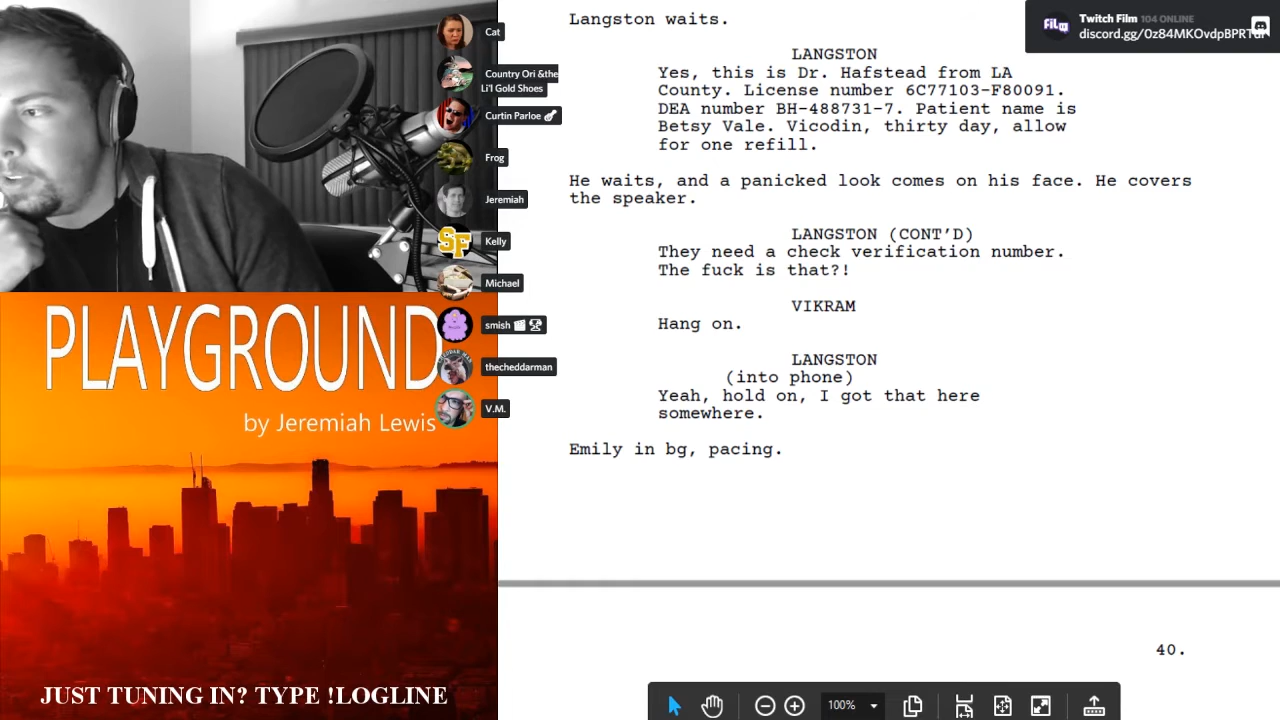 Langston waits.
LANGSTON
Yes, this is Dr. Hafstead from LA
County. License number 6C77103-F80091.
DEA number BH-488731-7. Patient name is
Betsy Vale. Vicodin, thirty day, allow
for one refill.
He waits, and a panicked look comes on his face. He covers
the speaker.
LANGSTON (CONT'D)
They need a check verification number.
The fuck is that?!
VIKRAM
Hang on.
LANGSTON
(into phone)
Yeah, hold on, I got that here
somewhere.
Emily in bg, pacing.
40.
100%
Film
Twitch Film 104 ONLINE
Cat
Country Ori &the
Li'l Gold Shoes
Curtin Parloe
Frog
Jeremiah
SF
Kelly
Michael
smish
thecheddarman
V.M.
PLAYGROUND
by Jeremiah Lewis
JUST TUNING IN? TYPE !LOGLINE